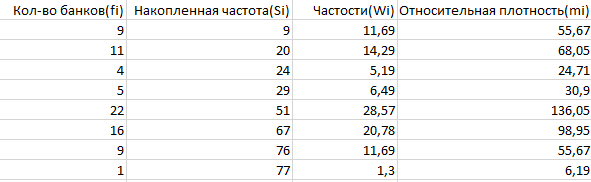 Кол-во банков(fi) Накопленная частота(Si) Частости(Wi) Относительная плотность(mi)
9 9 11,69 55,67
11 20 14,29 68,05
4 24 5,19 24,71
5 29 6,49 30,9
22 51 28,57 136,05
16 67 20,78 98,95
9 76 11,69 55,67
1 77 1,3 6,19